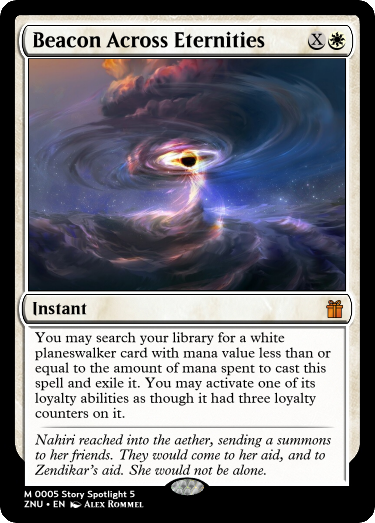 Beacon Across Eternities X
Instant
You may search your library for a white
planeswalker card with mana value less than or
equal to the amount of mana spent to cast this
spell and exile it. You may activate one of its
loyalty abilities as though it had three loyalty
counters on it.
Nahiri reached into the aether, sending a summons
to her friends. They would come to her aid, and to
Zendikar's aid. She would not be alone.
M 0005 Story Spotlight 5
ZNU • EN Alex Rommel